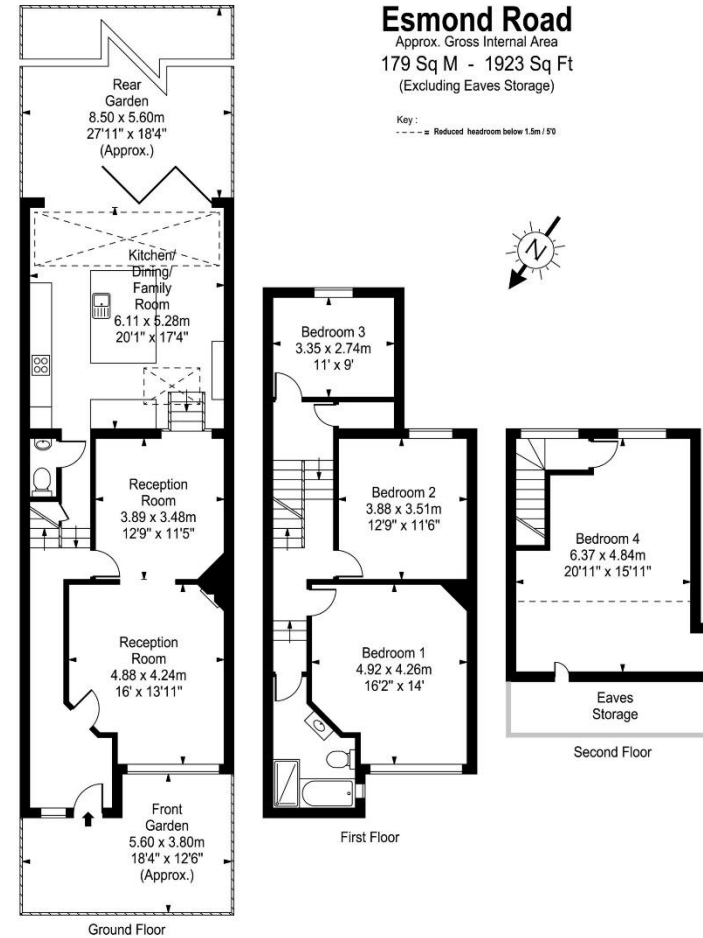 Esmond Road
Approx. Gross Internal Area
179 Sq M - 1923 Sq Ft
(Excluding Eaves Storage)
Key :
= Reduced headroom below 1.5m / 5'0
N
Rear
Garden
8.50 x 5.60m
27'11" x 18'4"
(Approx.)
Kitchen/
Dining/
Family
Room
6.11 x 5.28m
20'1" x 17'4"
Reception
Room
3.89 x 3.48m
12'9" x 11'5"
Reception
Room
4.88 x 4.24m
16' x 13'11"
Front
Garden
5.60 x 3.80m
18'4" x 12'6"
(Approx.)
Ground Floor
Bedroom 3
3.35 x 2.74m
11' x 9'
Bedroom 2
3.88 x 3.51m
12'9" x 11'6"
Bedroom 1
4.92 x 4.26m
16'2" x 14'
First Floor
Bedroom 4
6.37 x 4.84m
20'11" x 15'11"
Eaves
Storage
Second Floor